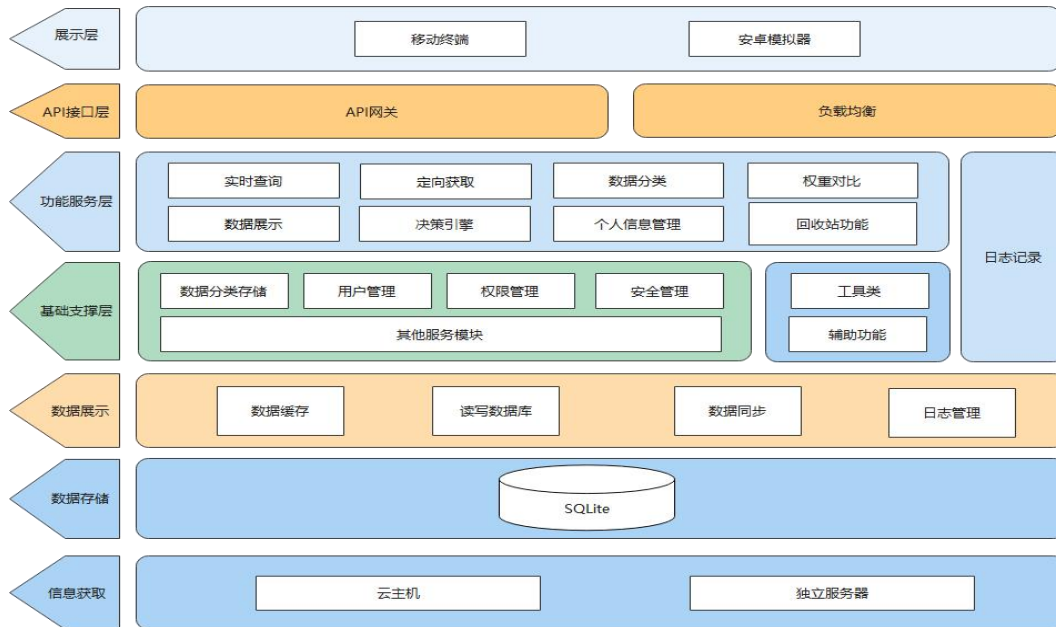 展示层
移动终端
安卓模拟器
API接口层
API网关
负载均衡
功能服务层
实时查询
定向获取
数据分类
权重对比
数据展示
决策引擎
个人信息管理
回收站功能
日志记录
基础支撑层
数据分类存储
用户管理
权限管理
安全管理
工具类
其他服务模块
辅助功能
数据展示
数据缓存
读写数据库
数据同步
日志管理
数据存储
SQLite
信息获取
云主机
独立服务器